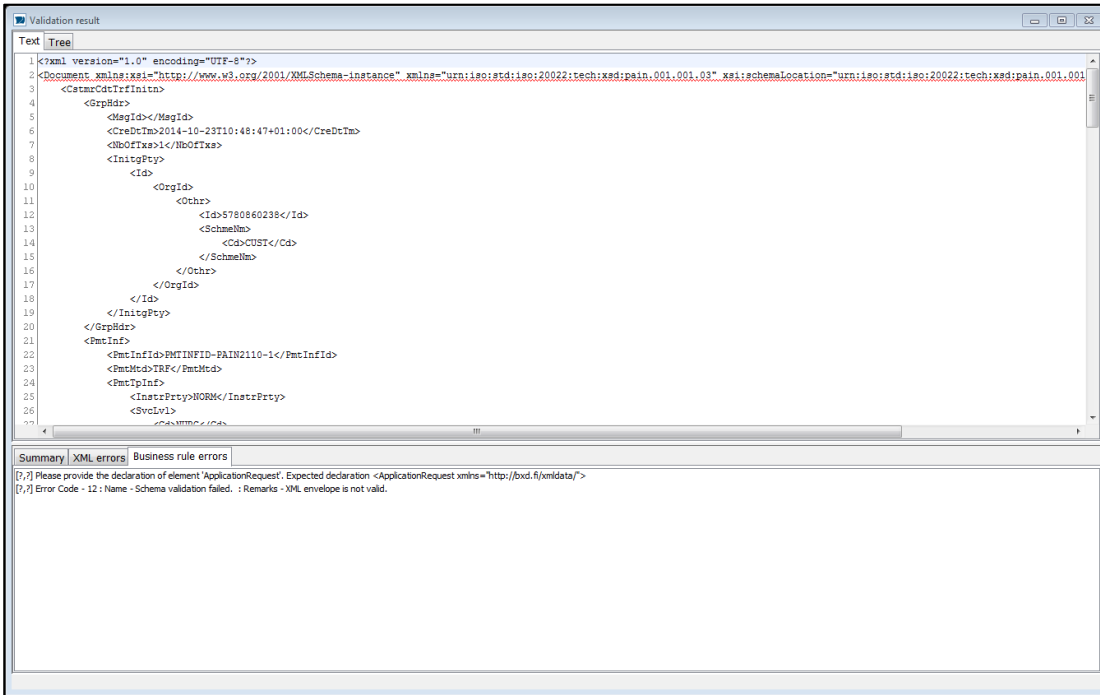 Validation result
Text Tree
1 <?xml version="1.0" encoding="UTF-8"?>
2 <Document xmlns:xsi="http://www.w3.org/2001/XMLSchema-instance" xmlns="urn:iso:std:iso:20022:tech:xsd:pain.001.001.03" xsi:schemaLocation="urn:iso:std:iso:20022:tech:xsd:pain.001.001
3 <CstmrCdtTrfInitn>
4 <GrpHdr>
5 <MsgId></MsgId>
6 <CreDtTm>2014-10-23T10:48:47+01:00</CreDtTm>
7 <NbOfTxs>1</NbOfTxs>
8 <InitgPty>
9 <Id>
10 <OrgId>
11 <Othr>
12 <Id>5780860238</Id>
13 <SchmeNm>
14 <Cd>CUST</Cd>
15 </SchmeNm>
16 </Othr>
17 </OrgId>
18 </Id>
19 </InitgPty>
20 </GrpHdr>
21 <PmtInf>
22 <PmtInfId>PMTINFID-PAIN2110-1</PmtInfId>
23 <PmtMtd>TRF</PmtMtd>
24 <PmtTpInf>
25 <InstrPrty>NORM</InstrPrty>
26 <SvcLvl>
27 <Cd>NURG</Cd>
Summary XML errors Business rule errors
[?,?] Please provide the declaration of element 'ApplicationRequest'. Expected declaration <ApplicationRequest xmlns="http://bxd.fi/xmldata/">
[?,?] Error Code - 12 : Name - Schema validation failed. : Remarks - XML envelope is not valid.